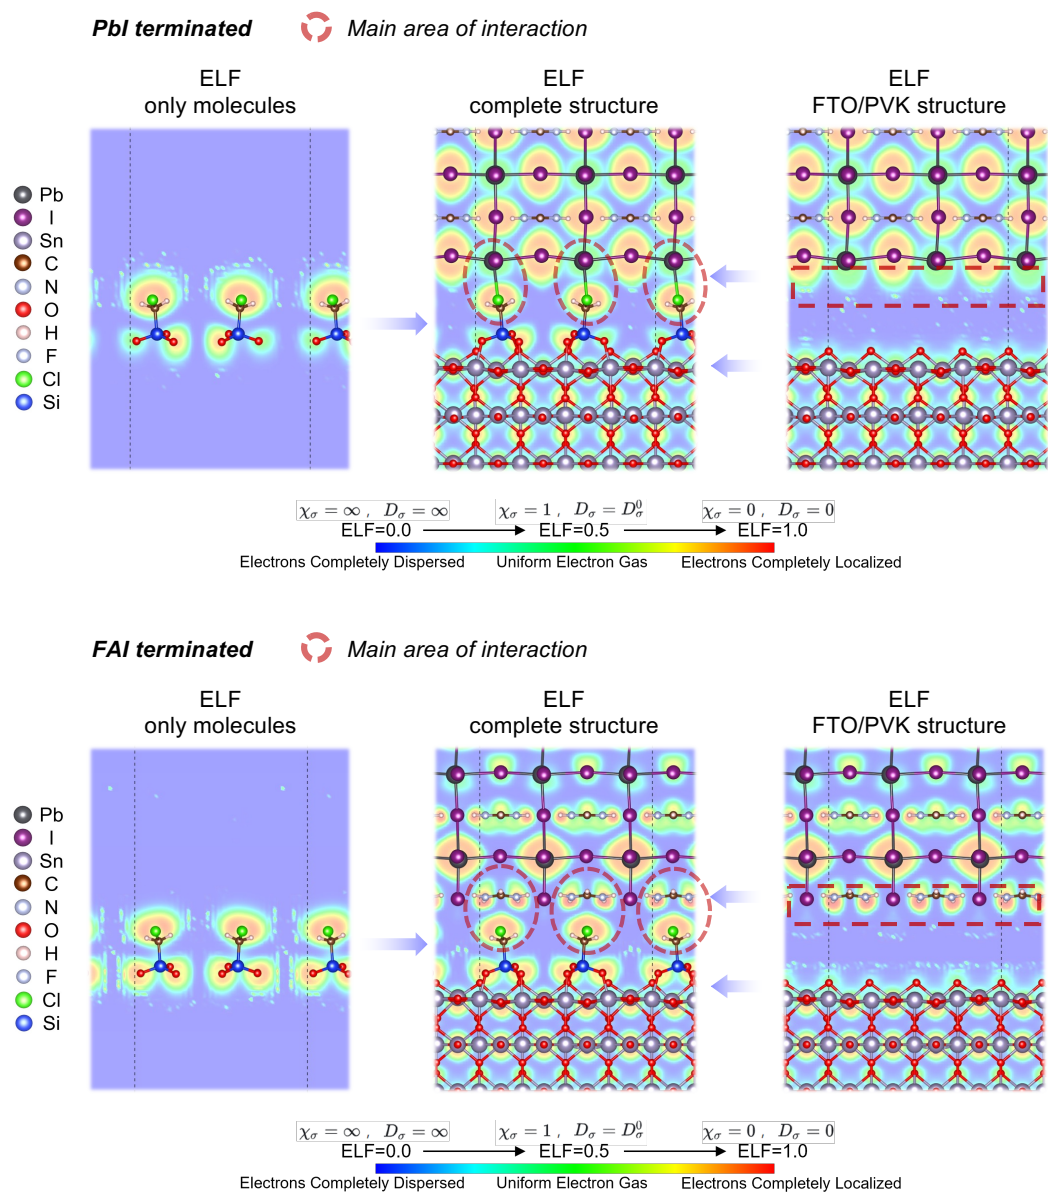 PbI terminated Main area of interaction
ELF
only molecules
ELF
complete structure
ELF
FTO/PVK structure
Pb
I
Sn
C
N
O
H
F
Cl
Si
χσ = ∞ , Dσ = ∞ χσ = 1 , Dσ = D⁰σ χσ = 0 , Dσ = 0
ELF=0.0 ELF=0.5 ELF=1.0
Electrons Completely Dispersed Uniform Electron Gas Electrons Completely Localized
FAI terminated Main area of interaction
ELF
only molecules
ELF
complete structure
ELF
FTO/PVK structure
Pb
I
Sn
C
N
O
H
F
Cl
Si
χσ = ∞ , Dσ = ∞ χσ = 1 , Dσ = D⁰σ χσ = 0 , Dσ = 0
ELF=0.0 ELF=0.5 ELF=1.0
Electrons Completely Dispersed Uniform Electron Gas Electrons Completely Localized